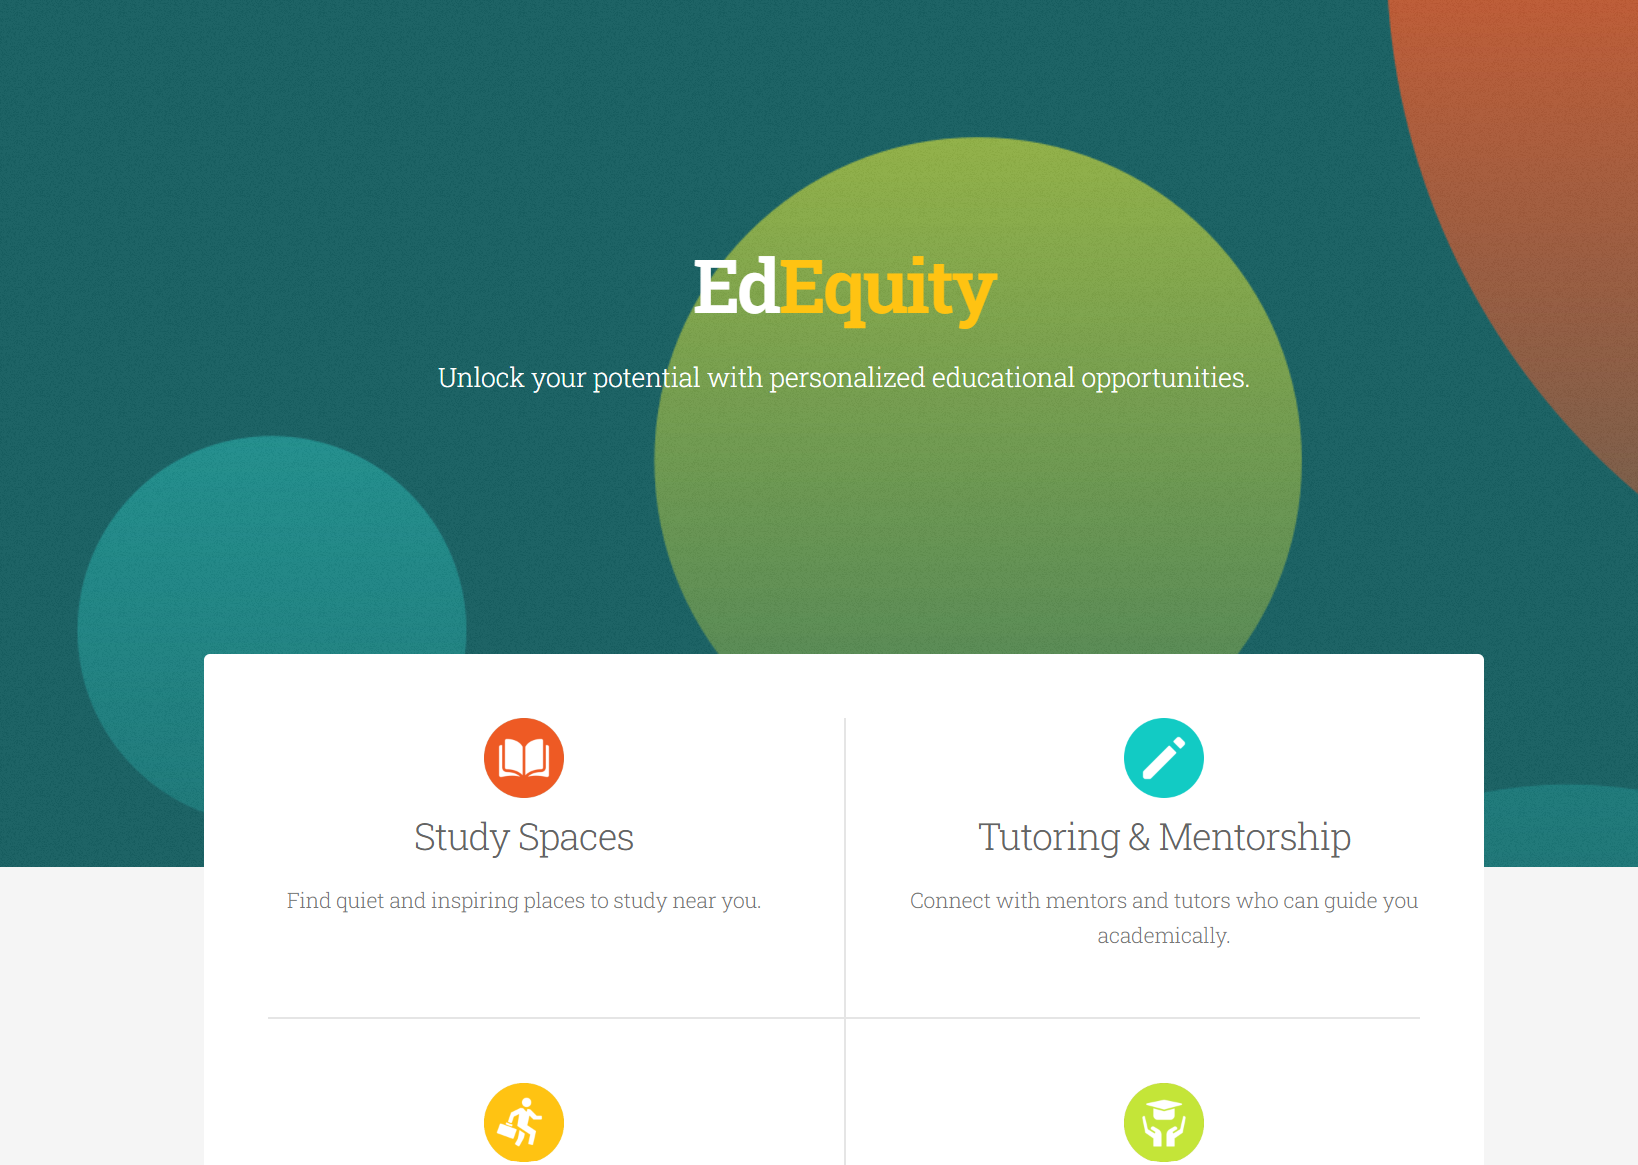 EdEquity
Unlock your potential with personalized educational opportunities.
Study Spaces
Find quiet and inspiring places to study near you.
Tutoring & Mentorship
Connect with mentors and tutors who can guide you
academically.